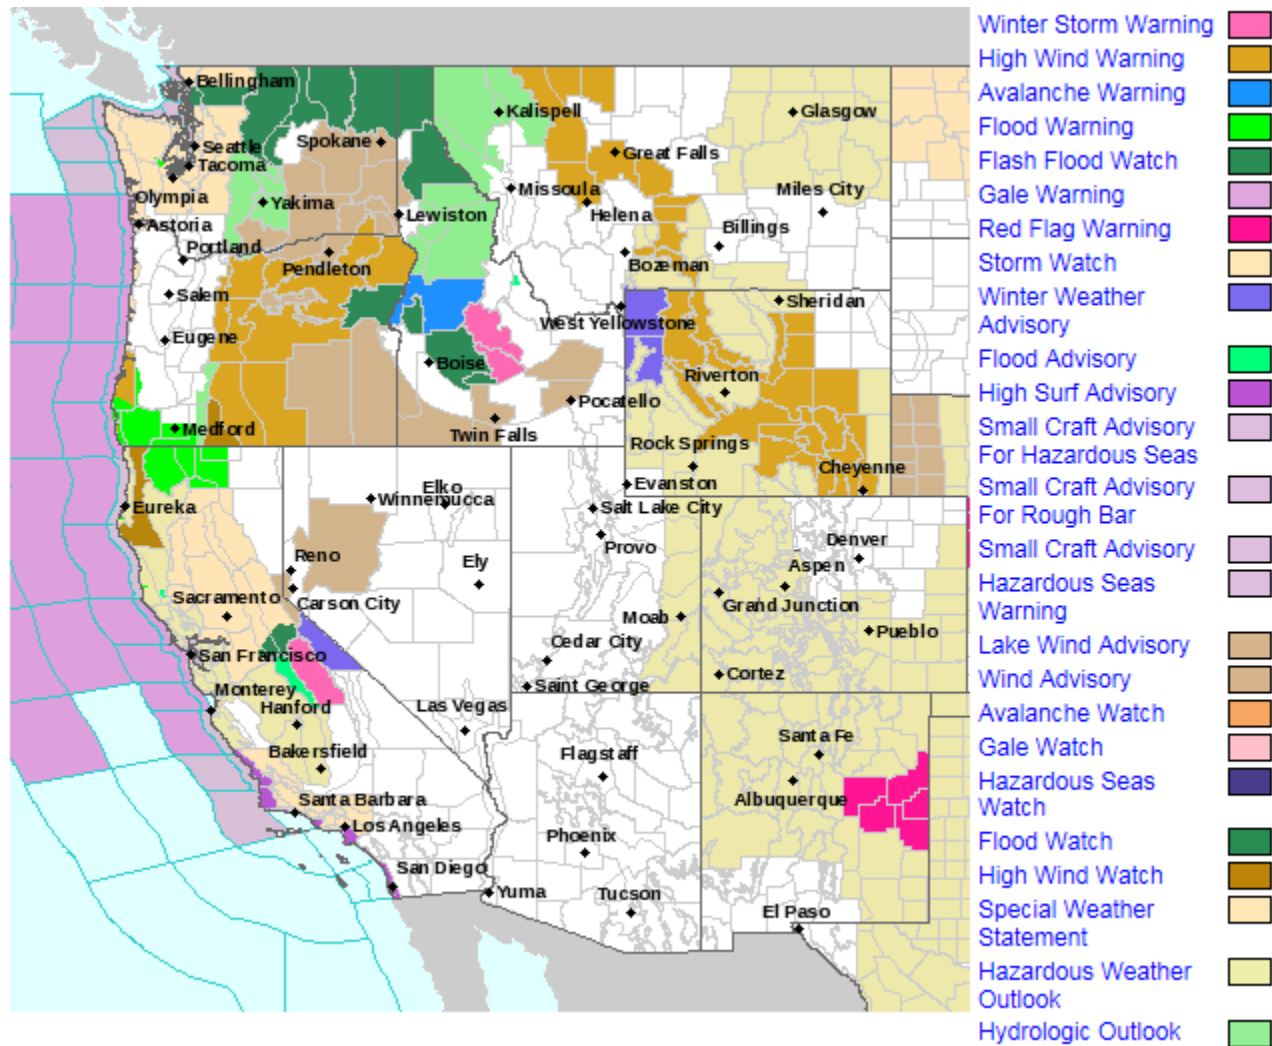 Bellingham
Kalispell
Glasgow
Seattle
Spokane
Tacoma
Great Falls
Olympia
Missoula
Miles City
Yakima
Helena
Lewiston
Astoria
Billings
Portland
Pendleton
Bozeman
Salem
Sheridan
West Yellowstone
Eugene
Boise
Riverton
Pocatello
Medford
Twin Falls
Rock Springs
Cheyenne
Elko
Evanston
Winnemucca
Eureka
Salt Lake City
Provo
Denver
Reno
Ely
Aspen
Sacramento
Carson City
Grand Junction
Moab
Pueblo
Cedar City
San Francisco
Cortez
Saint George
Monterey
Hanford
Las Vegas
Bakersfield
Flagstaff
Santa Fe
Albuquerque
Santa Barbara
Los Angeles
Phoenix
San Diego
Yuma
Tucson
El Paso
Winter Storm Warning
High Wind Warning
Avalanche Warning
Flood Warning
Flash Flood Watch
Gale Warning
Red Flag Warning
Storm Watch
Winter Weather
Advisory
Flood Advisory
High Surf Advisory
Small Craft Advisory
For Hazardous Seas
Small Craft Advisory
For Rough Bar
Small Craft Advisory
Hazardous Seas
Warning
Lake Wind Advisory
Wind Advisory
Avalanche Watch
Gale Watch
Hazardous Seas
Watch
Flood Watch
High Wind Watch
Special Weather
Statement
Hazardous Weather
Outlook
Hydrologic Outlook